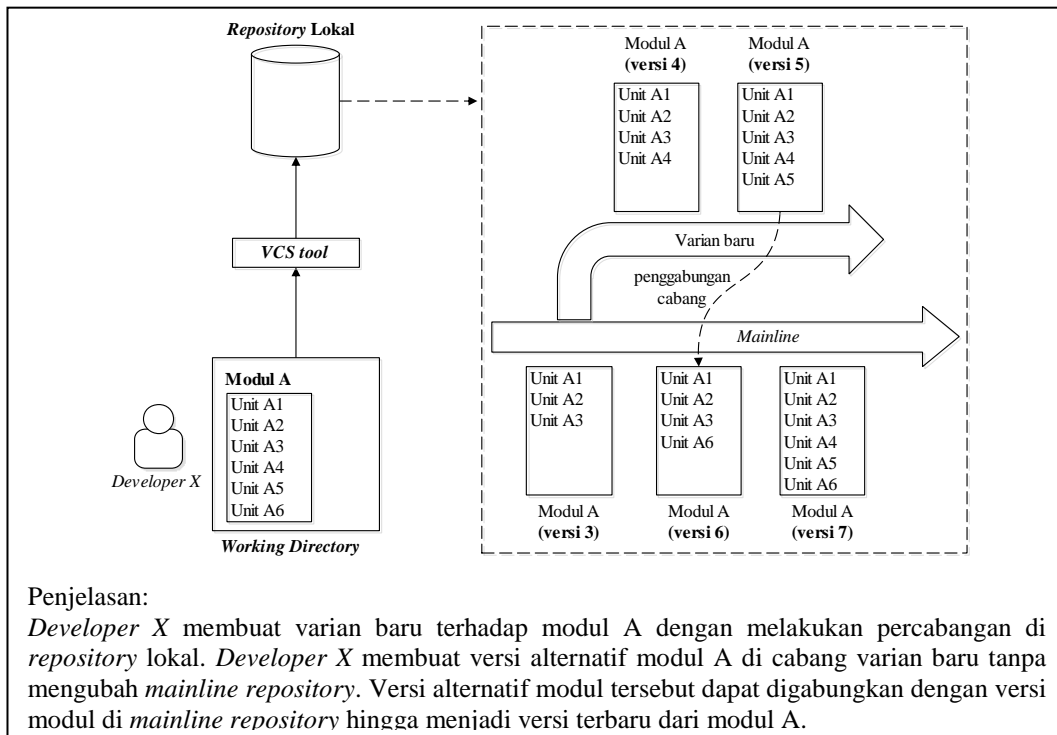 Repository Lokal
VCS tool
Modul A
Unit A1
Unit A2
Unit A3
Unit A4
Unit A5
Unit A6
Developer X
Working Directory
Modul A
(versi 4)
Unit A1
Unit A2
Unit A3
Unit A4
Modul A
(versi 5)
Unit A1
Unit A2
Unit A3
Unit A4
Unit A5
Varian baru
penggabungan
cabang
Mainline
Unit A1
Unit A2
Unit A3
Modul A
(versi 3)
Unit A1
Unit A2
Unit A3
Unit A6
Modul A
(versi 6)
Unit A1
Unit A2
Unit A3
Unit A4
Unit A5
Unit A6
Modul A
(versi 7)
Penjelasan:
Developer X membuat varian baru terhadap modul A dengan melakukan percabangan di
repository lokal. Developer X membuat versi alternatif modul A di cabang varian baru tanpa
mengubah mainline repository. Versi alternatif modul tersebut dapat digabungkan dengan versi
modul di mainline repository hingga menjadi versi terbaru dari modul A.